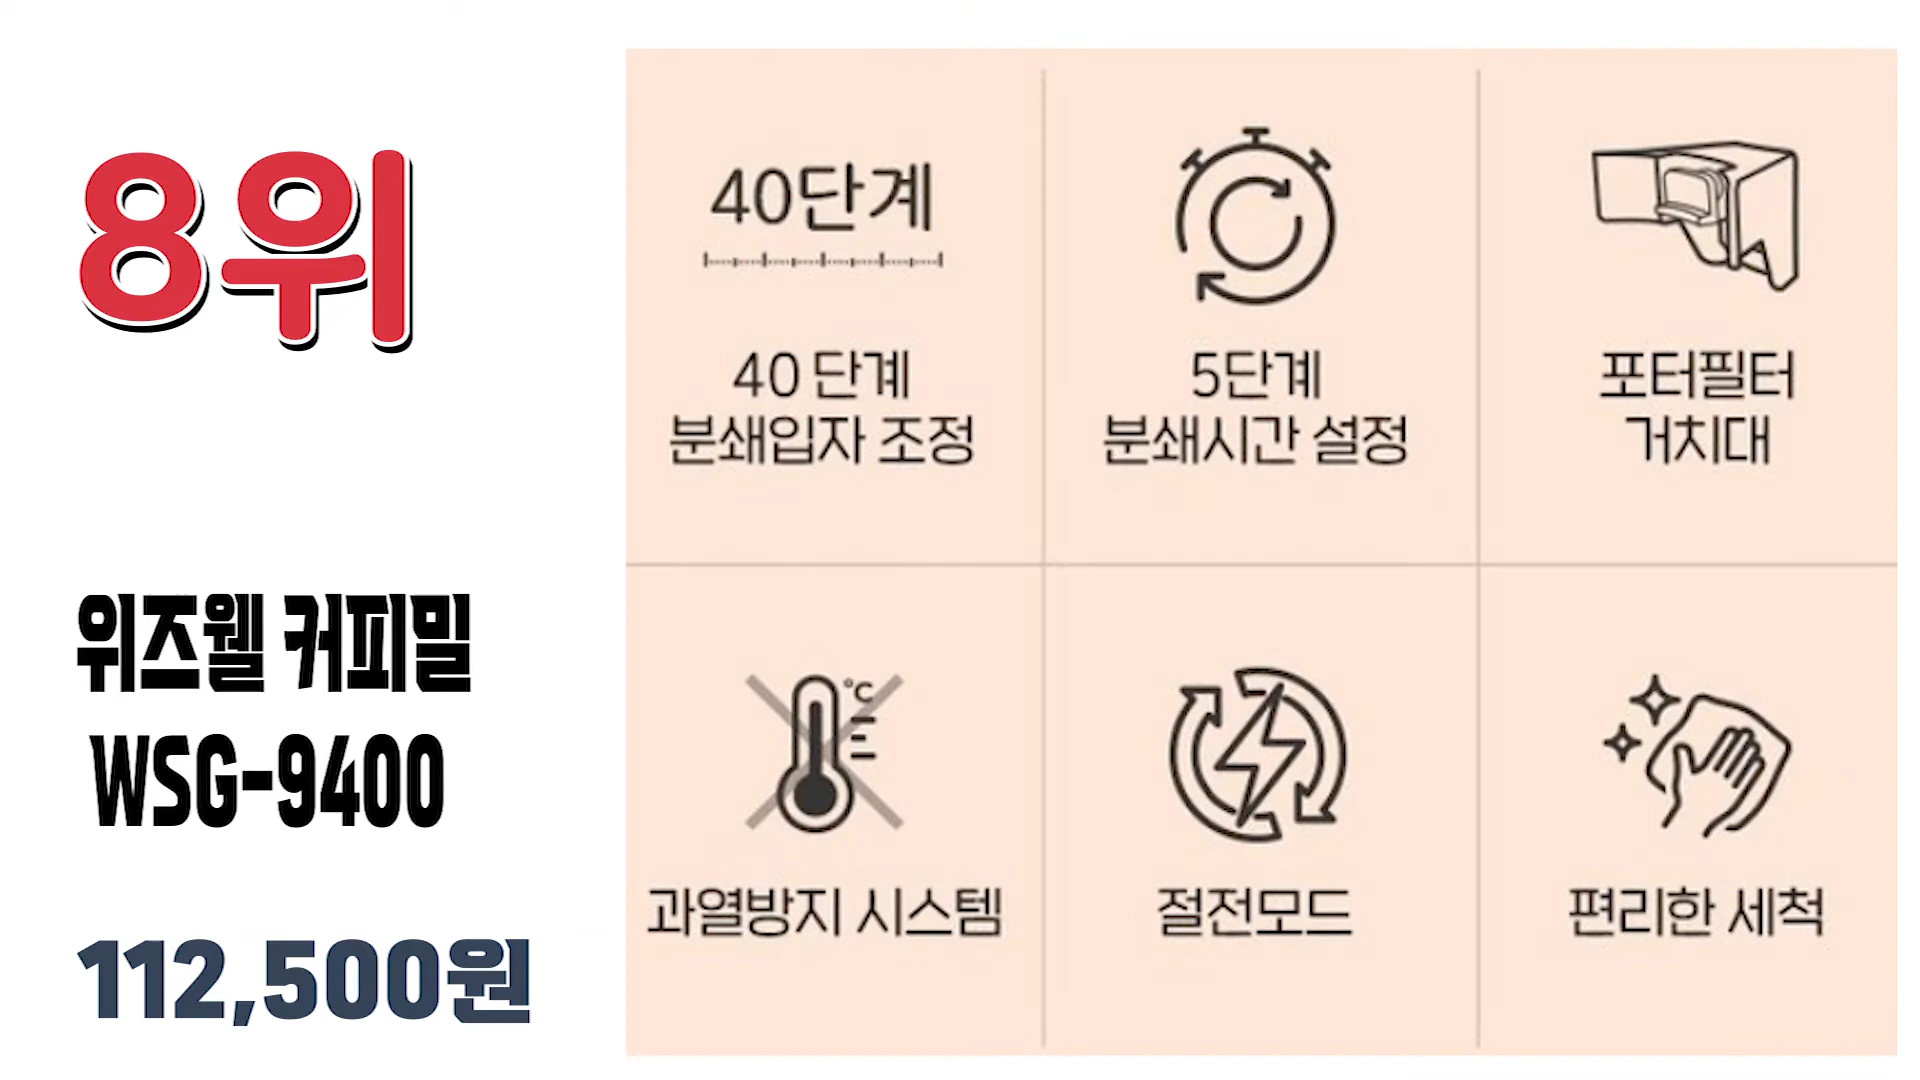 8위
위즈웰 커피밀
WSG-9400
112,500원
40단계
40 단계
분쇄입자 조정
5단계
분쇄시간 설정
포터필터
거치대
°C
과열방지 시스템
절전모드
편리한 세척